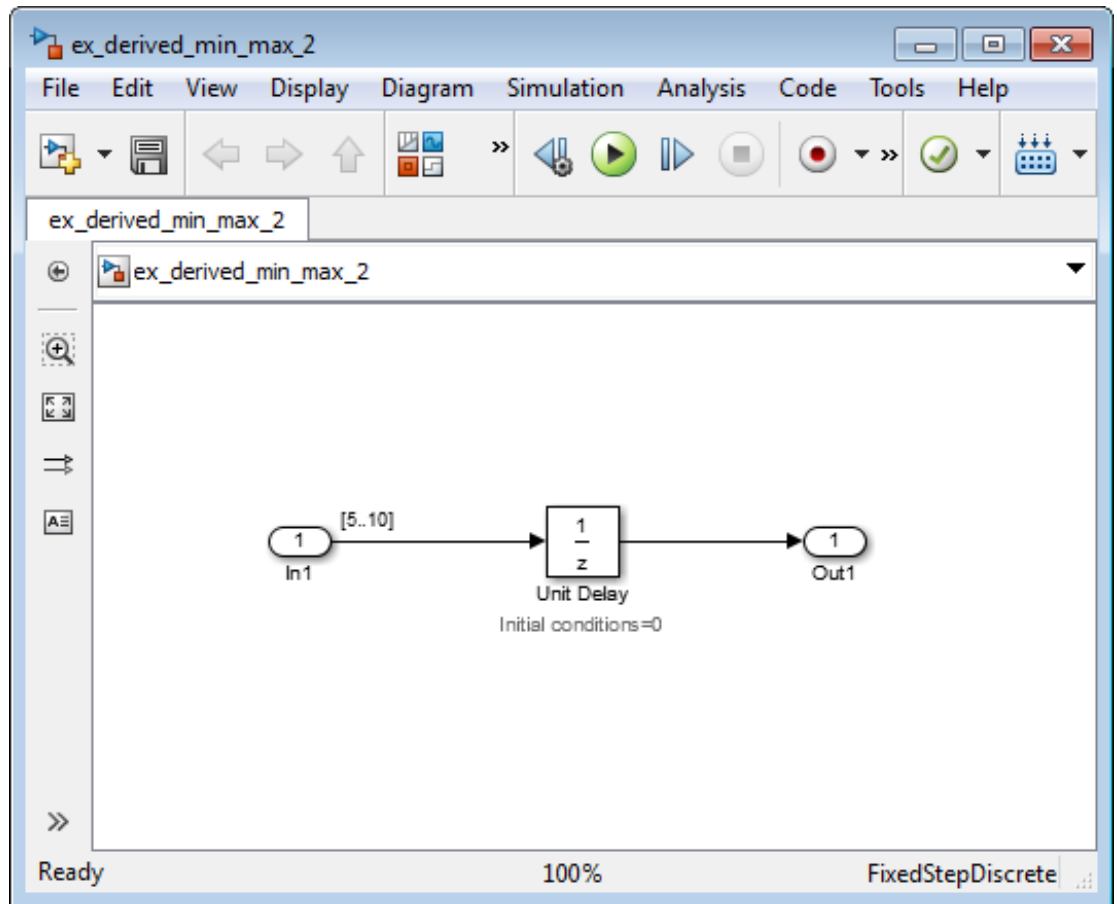 ex_derived_min_max_2
File Edit View Display Diagram Simulation Analysis Code Tools Help
ex_derived_min_max_2
ex_derived_min_max_2
[5..10]
1
In1
1
z
Unit Delay
Initial conditions=0
1
Out1
Ready 100% FixedStepDiscrete